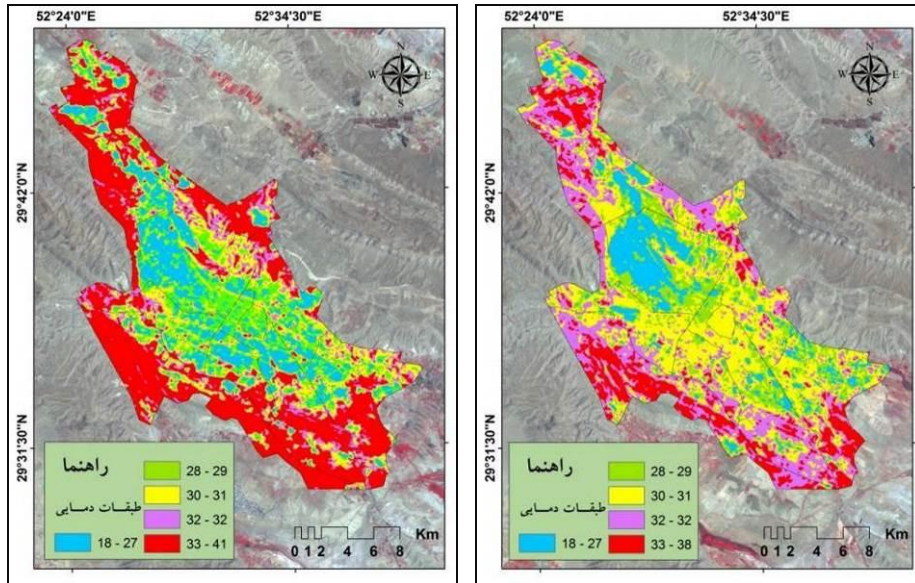 52°24'0"E 52°34'30"E
N
W E
S
29°42'0"N
29°31'30"N
راهنما
طبقات دمایی
18 - 27
28 - 29
30 - 31
32 - 32
33 - 41
Km
0 1 2 4 6 8
52°24'0"E 52°34'30"E
N
W E
S
29°42'0"N
29°31'30"N
راهنما
طبقات دمایی
18 - 27
28 - 29
30 - 31
32 - 32
33 - 38
Km
0 1 2 4 6 8